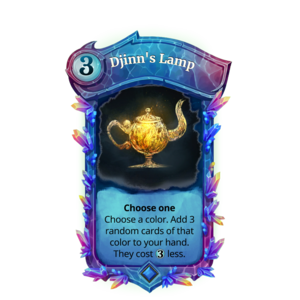 3
Djinn's Lamp
Choose one
Choose a color. Add 3
random cards of that
color to your hand.
They cost 3 less.